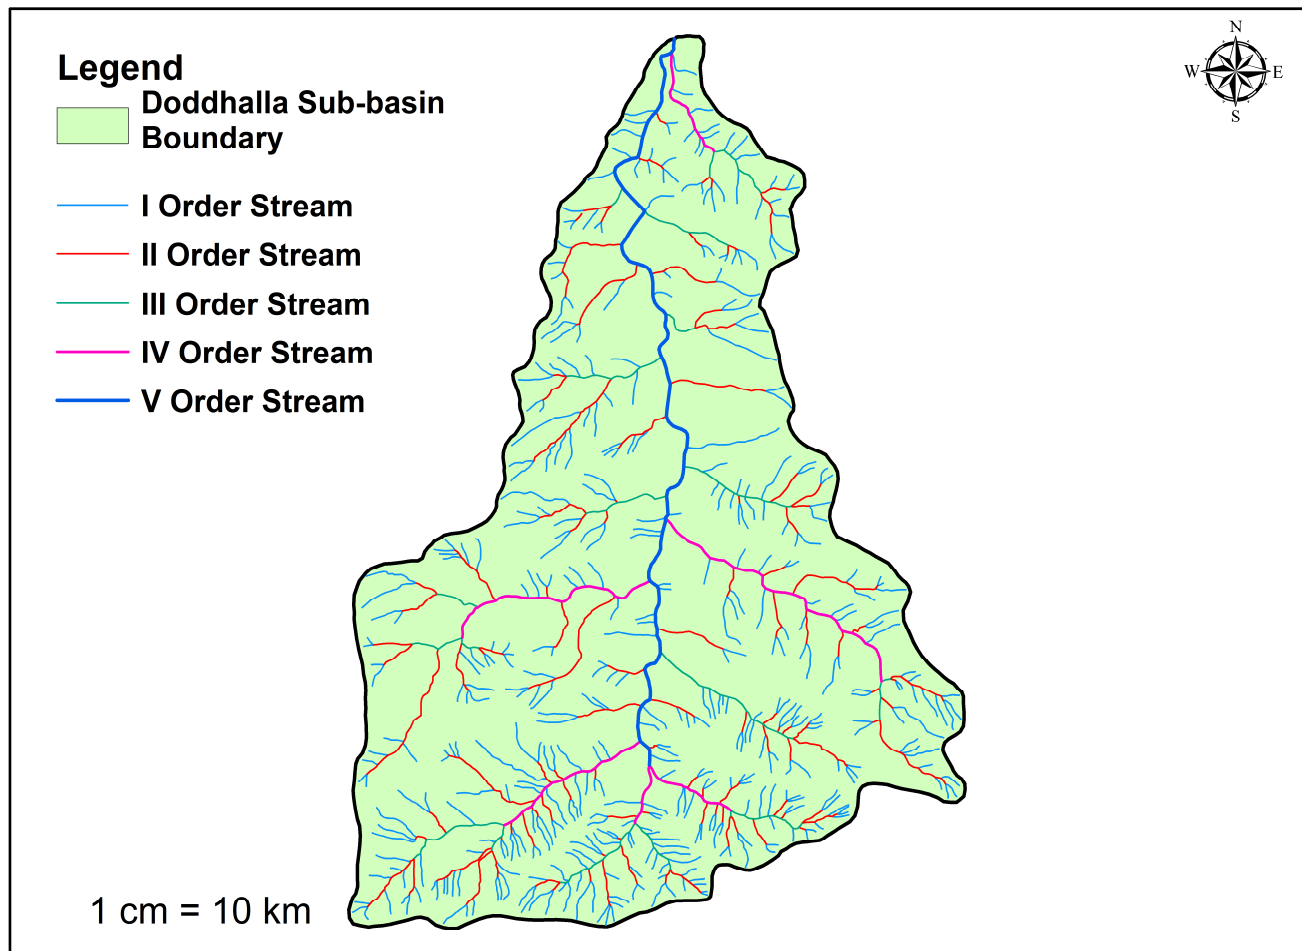 Legend
Doddhalla Sub-basin
Boundary
I Order Stream
II Order Stream
III Order Stream
IV Order Stream
V Order Stream
1 cm = 10 km
N
W E
S